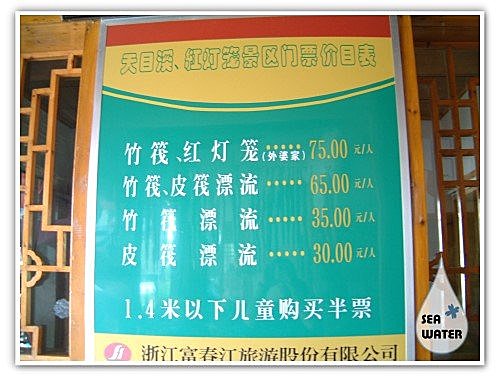 天目溪、红灯笼景区门票价目表
竹筏、红灯笼(外婆家)•••••75.00元/人
竹筏、皮筏漂流•••••65.00元/人
竹筏漂流•••••35.00元/人
皮筏漂流•••••30.00元/人
1.4米以下儿童购买半票
浙江富春江旅游股份有限公司
SEA
WATER